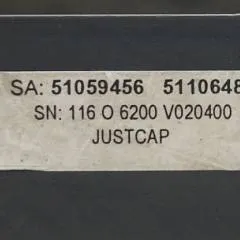 SA: 51059456 5110648
SN: 116 O 6200 V020400
JUSTCAP